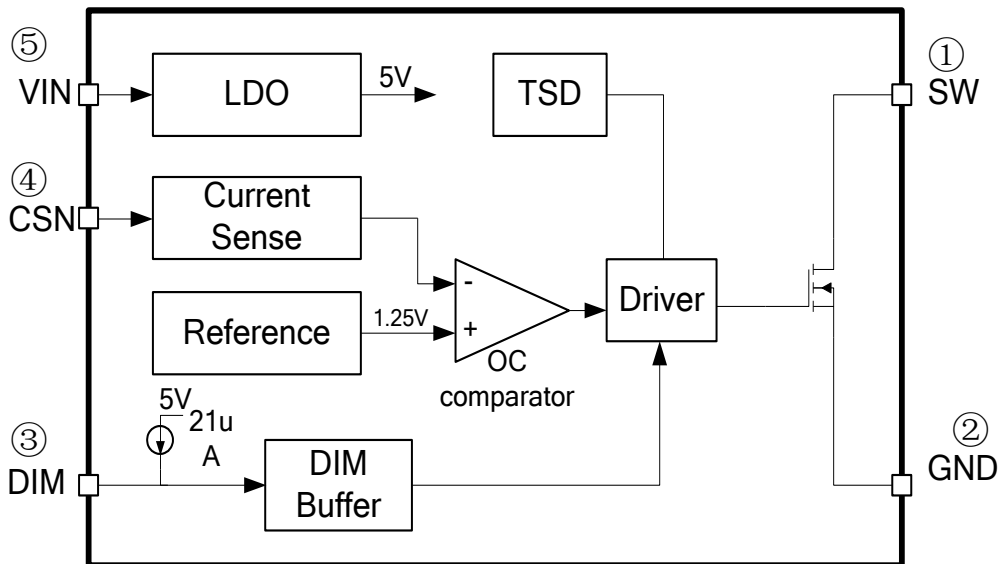 ⑤
VIN
LDO
5V
TSD
①
SW
④
CSN
Current
Sense
-
Driver
Reference
1.25V
+
OC
comparator
5V
21u
A
③
DIM
DIM
Buffer
②
GND